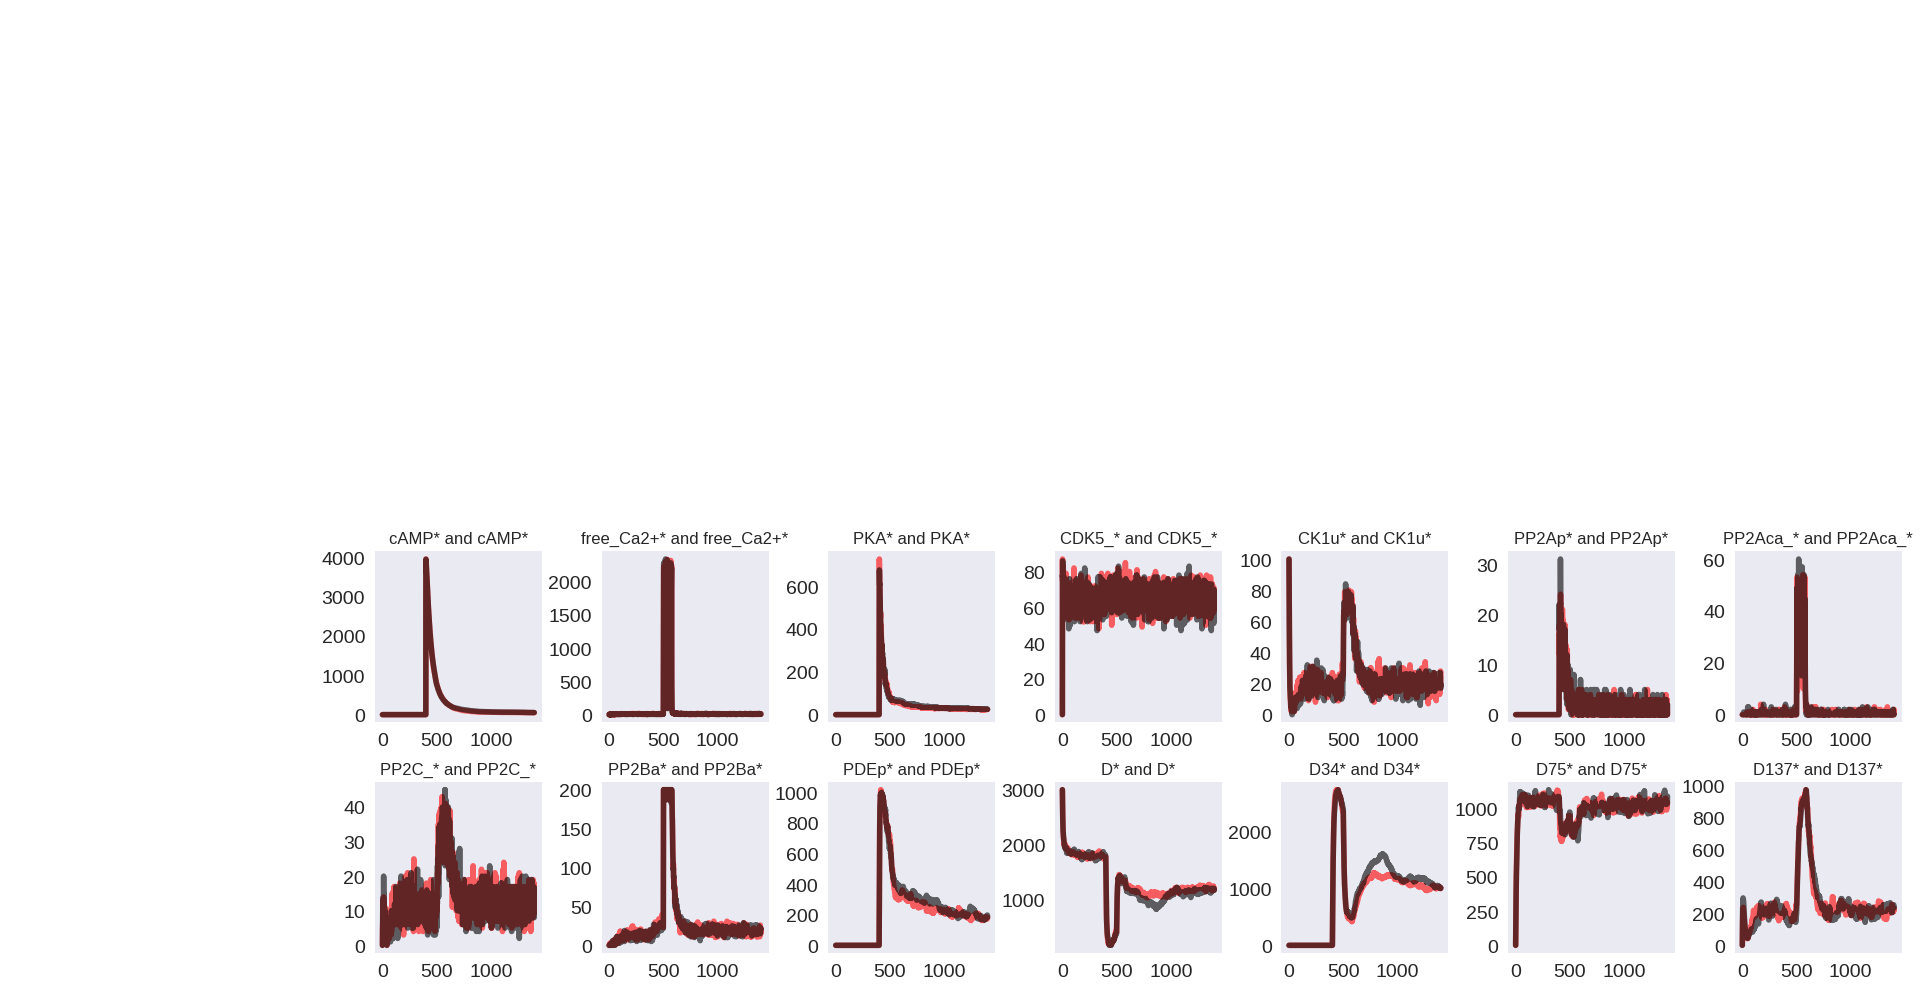 cAMP* and cAMP*
free_Ca2+* and free_Ca2+*
PKA* and PKA*
CDK5_* and CDK5_*
CK1u* and CK1u*
PP2Ap* and PP2Ap*
PP2Aca_* and PP2Aca_*
4000
3000
2000
1000
0
0 500 1000
2000
1500
1000
500
0
0 500 1000
600
400
200
0
0 500 1000
80
60
40
20
0
0 500 1000
100
80
60
40
20
0
0 500 1000
30
20
10
0
0 500 1000
60
40
20
0
0 500 1000
PP2C_* and PP2C_*
PP2Ba* and PP2Ba*
PDEp* and PDEp*
D* and D*
D34* and D34*
D75* and D75*
D137* and D137*
40
30
20
10
0
0 500 1000
200
150
100
50
0
0 500 1000
1000
800
600
400
200
0
0 500 1000
3000
2000
1000
0 500 1000
2000
1000
0
0 500 1000
1000
750
500
250
0
0 500 1000
1000
800
600
400
200
0
0 500 1000